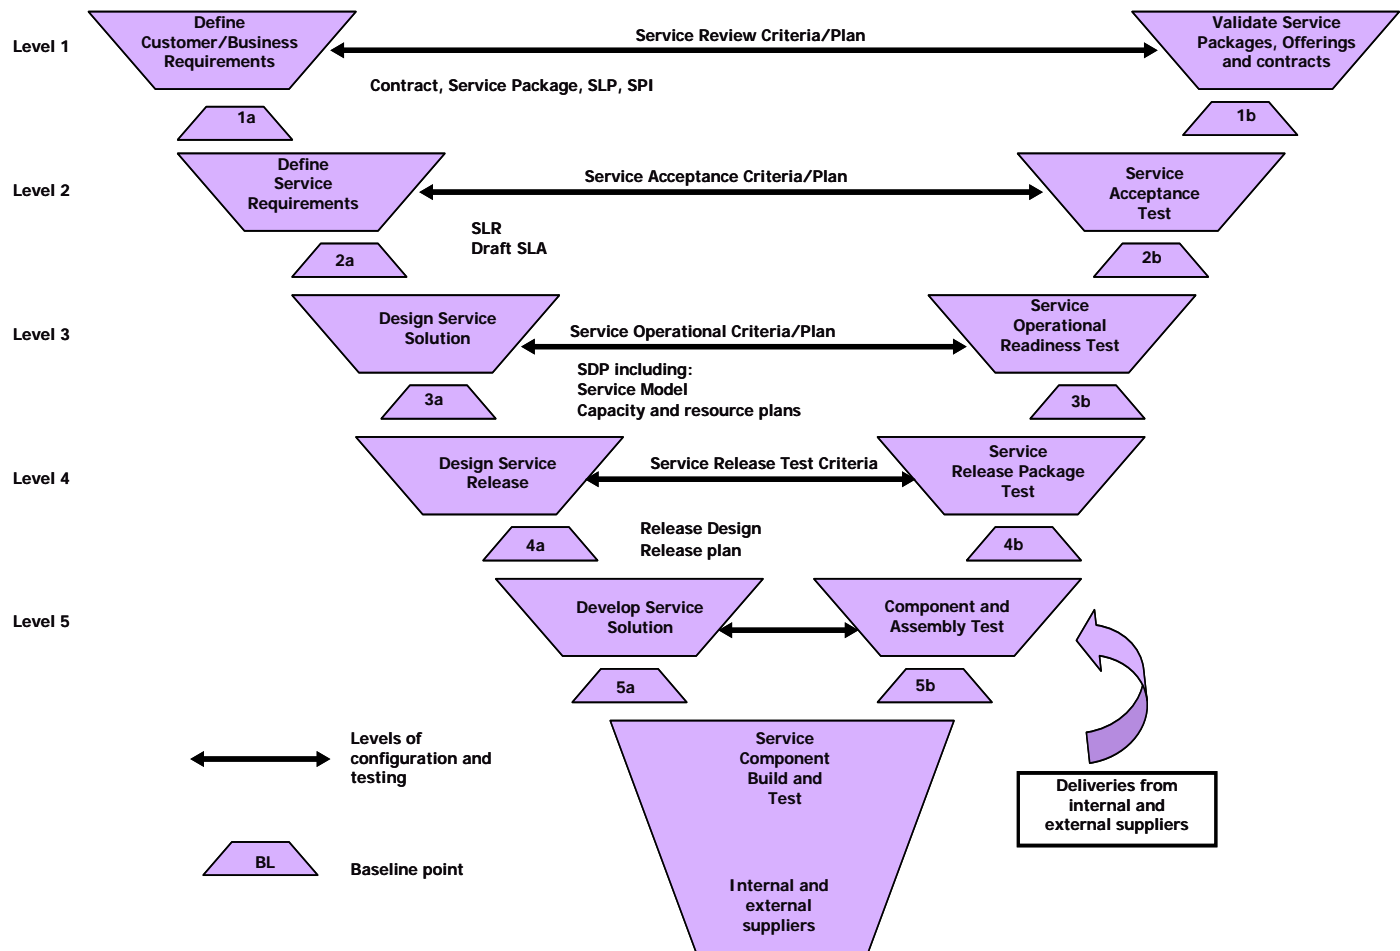 Level 1
Define
Customer/Business
Requirements
Service Review Criteria/Plan
Validate Service
Packages, Offerings
and contracts
Contract, Service Package, SLP, SPI
1a
1b
Level 2
Define
Service
Requirements
Service Acceptance Criteria/Plan
Service
Acceptance
Test
SLR
Draft SLA
2a
2b
Level 3
Design Service
Solution
Service Operational Criteria/Plan
Service
Operational
Readiness Test
SDP including:
Service Model
Capacity and resource plans
3a
3b
Level 4
Design Service
Release
Service Release Test Criteria
Service
Release Package
Test
Release Design
Release plan
4a
4b
Level 5
Develop Service
Solution
Component and
Assembly Test
5a
5b
Levels of
configuration and
testing
Service
Component
Build and
Test
Deliveries from
internal and
external suppliers
BL
Baseline point
Internal and
external
suppliers